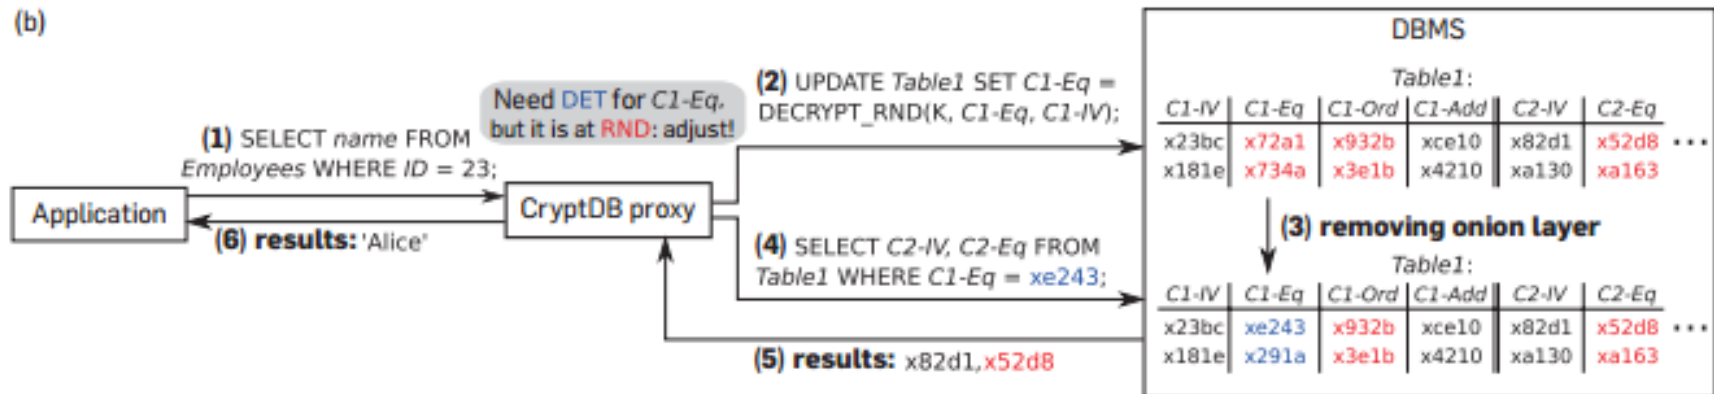 (b)
(1) SELECT name FROM
Employees WHERE ID = 23;
Application
(6) results: 'Alice'
Need DET for C1-Eq,
but it is at RND: adjust!
CryptDB proxy
(2) UPDATE Table1 SET C1-Eq =
DECRYPT_RND(K, C1-Eq, C1-IV);
(4) SELECT C2-IV, C2-Eq FROM
Table1 WHERE C1-Eq = xe243;
(5) results: x82d1,x52d8
DBMS
Table1:
C1-IV C1-Eq C1-Ord C1-Add C2-IV C2-Eq
x23bc x72a1 x932b xce10 x82d1 x52d8 ...
x181e x734a x3e1b x4210 xa130 xa163
(3) removing onion layer
Table1:
C1-IV C1-Eq C1-Ord C1-Add C2-IV C2-Eq
x23bc xe243 x932b xce10 x82d1 x52d8 ...
x181e x291a x3e1b x4210 xa130 xa163